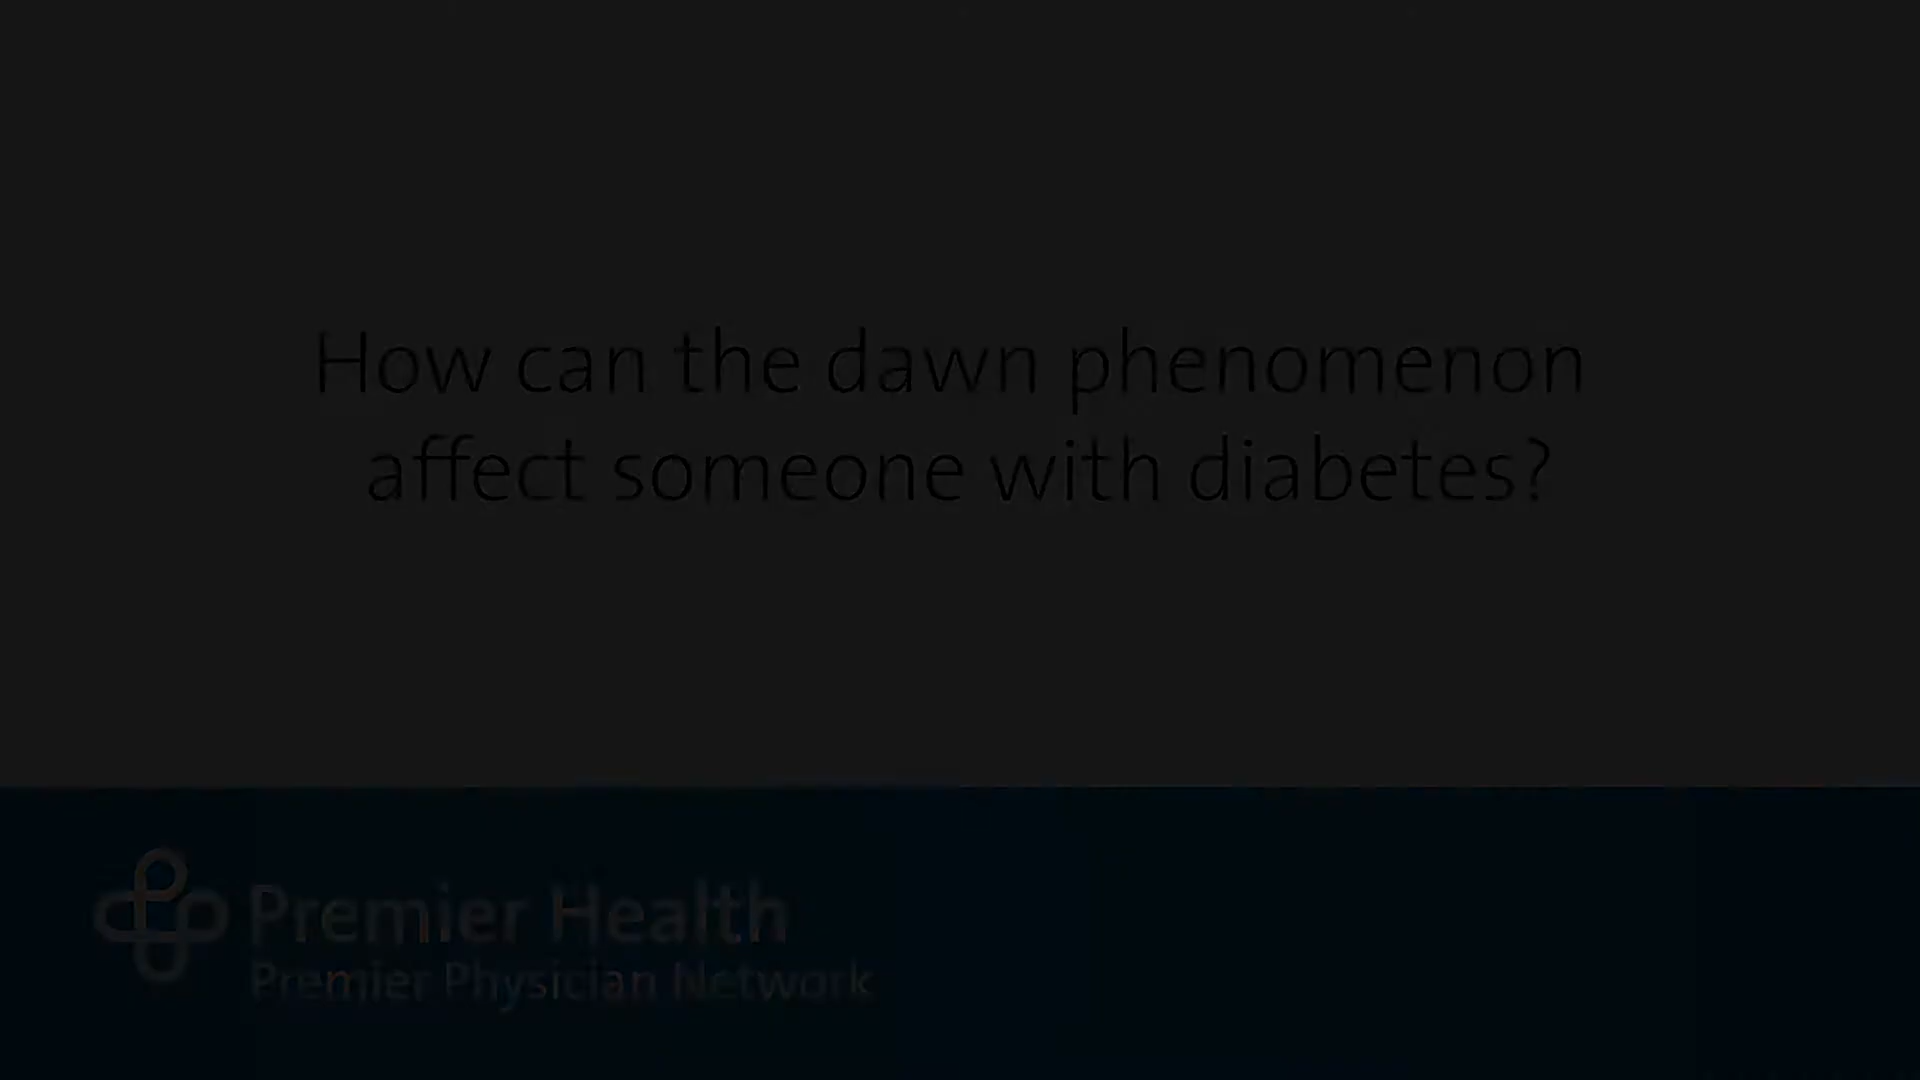 How can the dawn phenomenon
affect someone with diabetes?
Premier Health
Premier Physician Network